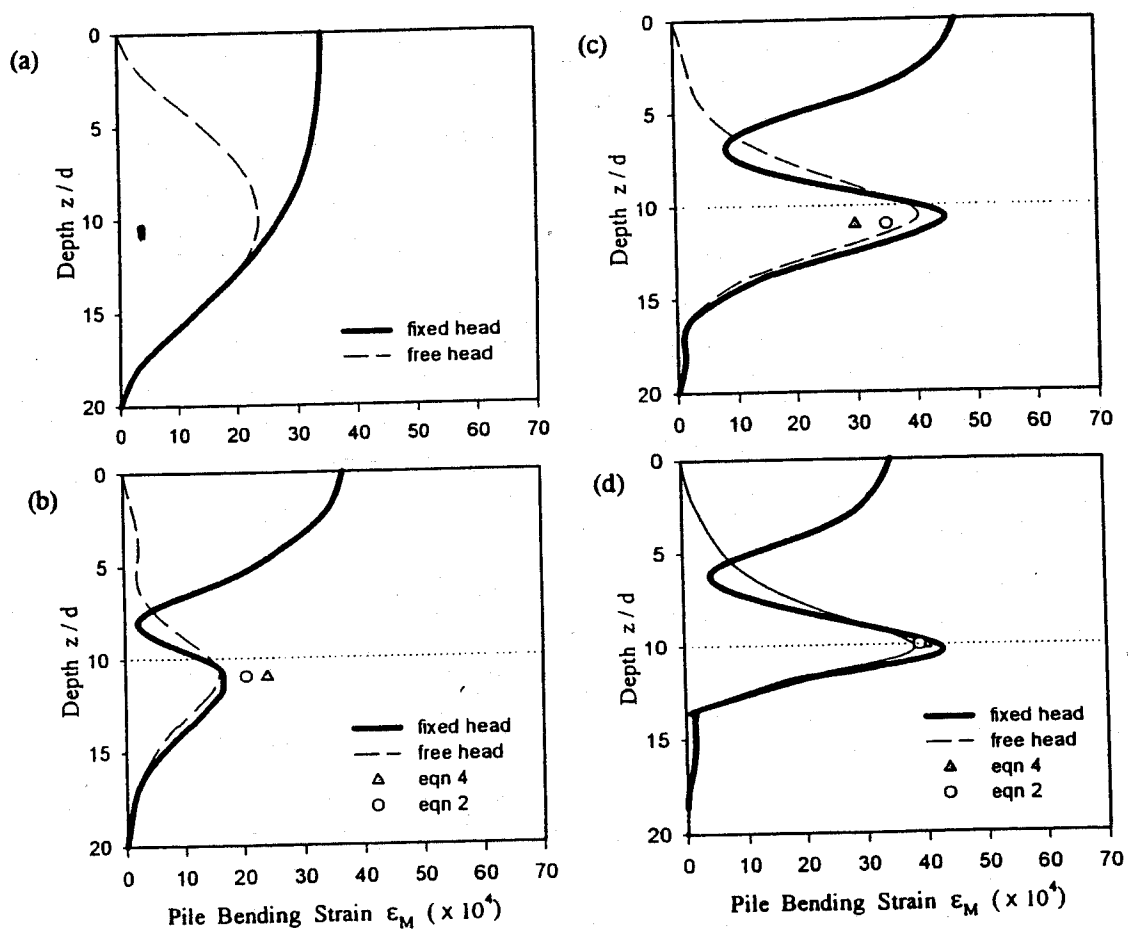 (a)
Depth z / d
0
5
10
15
20
0 10 20 30 40 50 60 70
fixed head
free head
(b)
Depth z / d
0
5
10
15
20
0 10 20 30 40 50 60 70
fixed head
free head
eqn 4
eqn 2
Pile Bending Strain εM ( x 10⁴)
(c)
Depth z / d
0
5
10
15
20
0 10 20 30 40 50 60 70
(d)
Depth z / d
0
5
10
15
20
0 10 20 30 40 50 60 70
fixed head
free head
eqn 4
eqn 2
Pile Bending Strain εM ( x 10⁴)